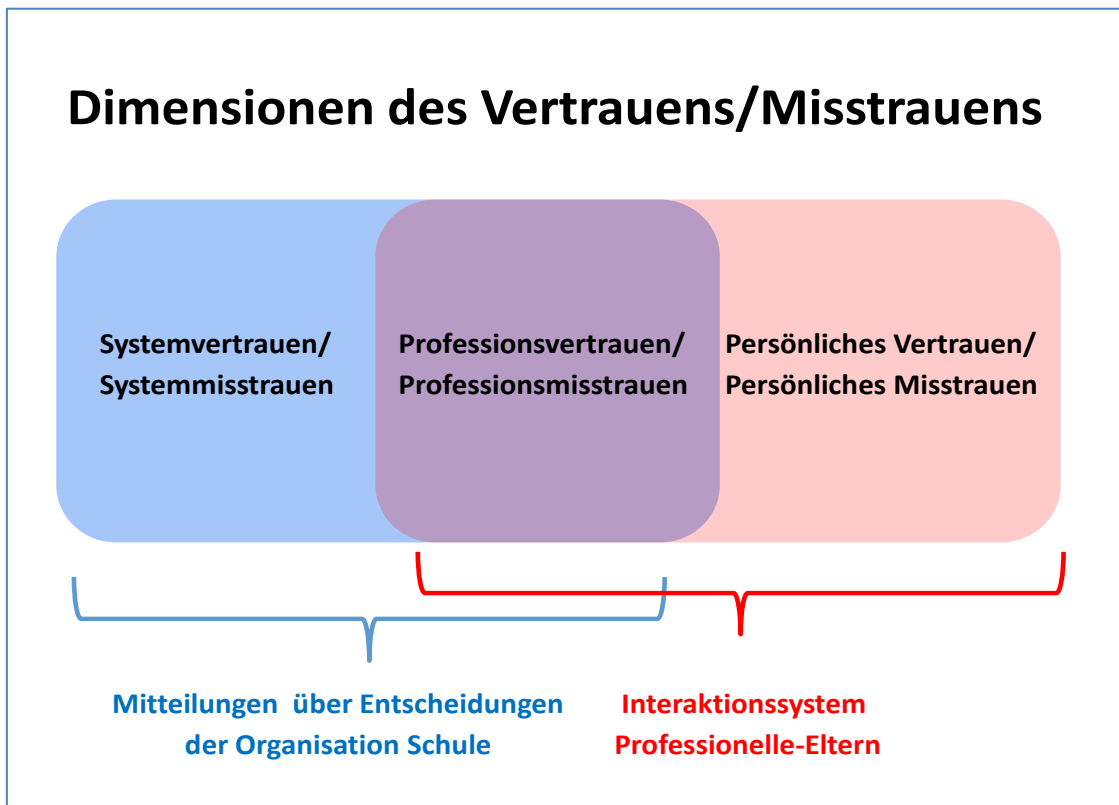 Dimensionen des Vertrauens/Misstrauens
Systemvertrauen/
Systemmisstrauen
Professionsvertrauen/
Professionsmisstrauen
Persönliches Vertrauen/
Persönliches Misstrauen
Mitteilungen  über Entscheidungen
der Organisation Schule
Interaktionssystem
Professionelle-Eltern